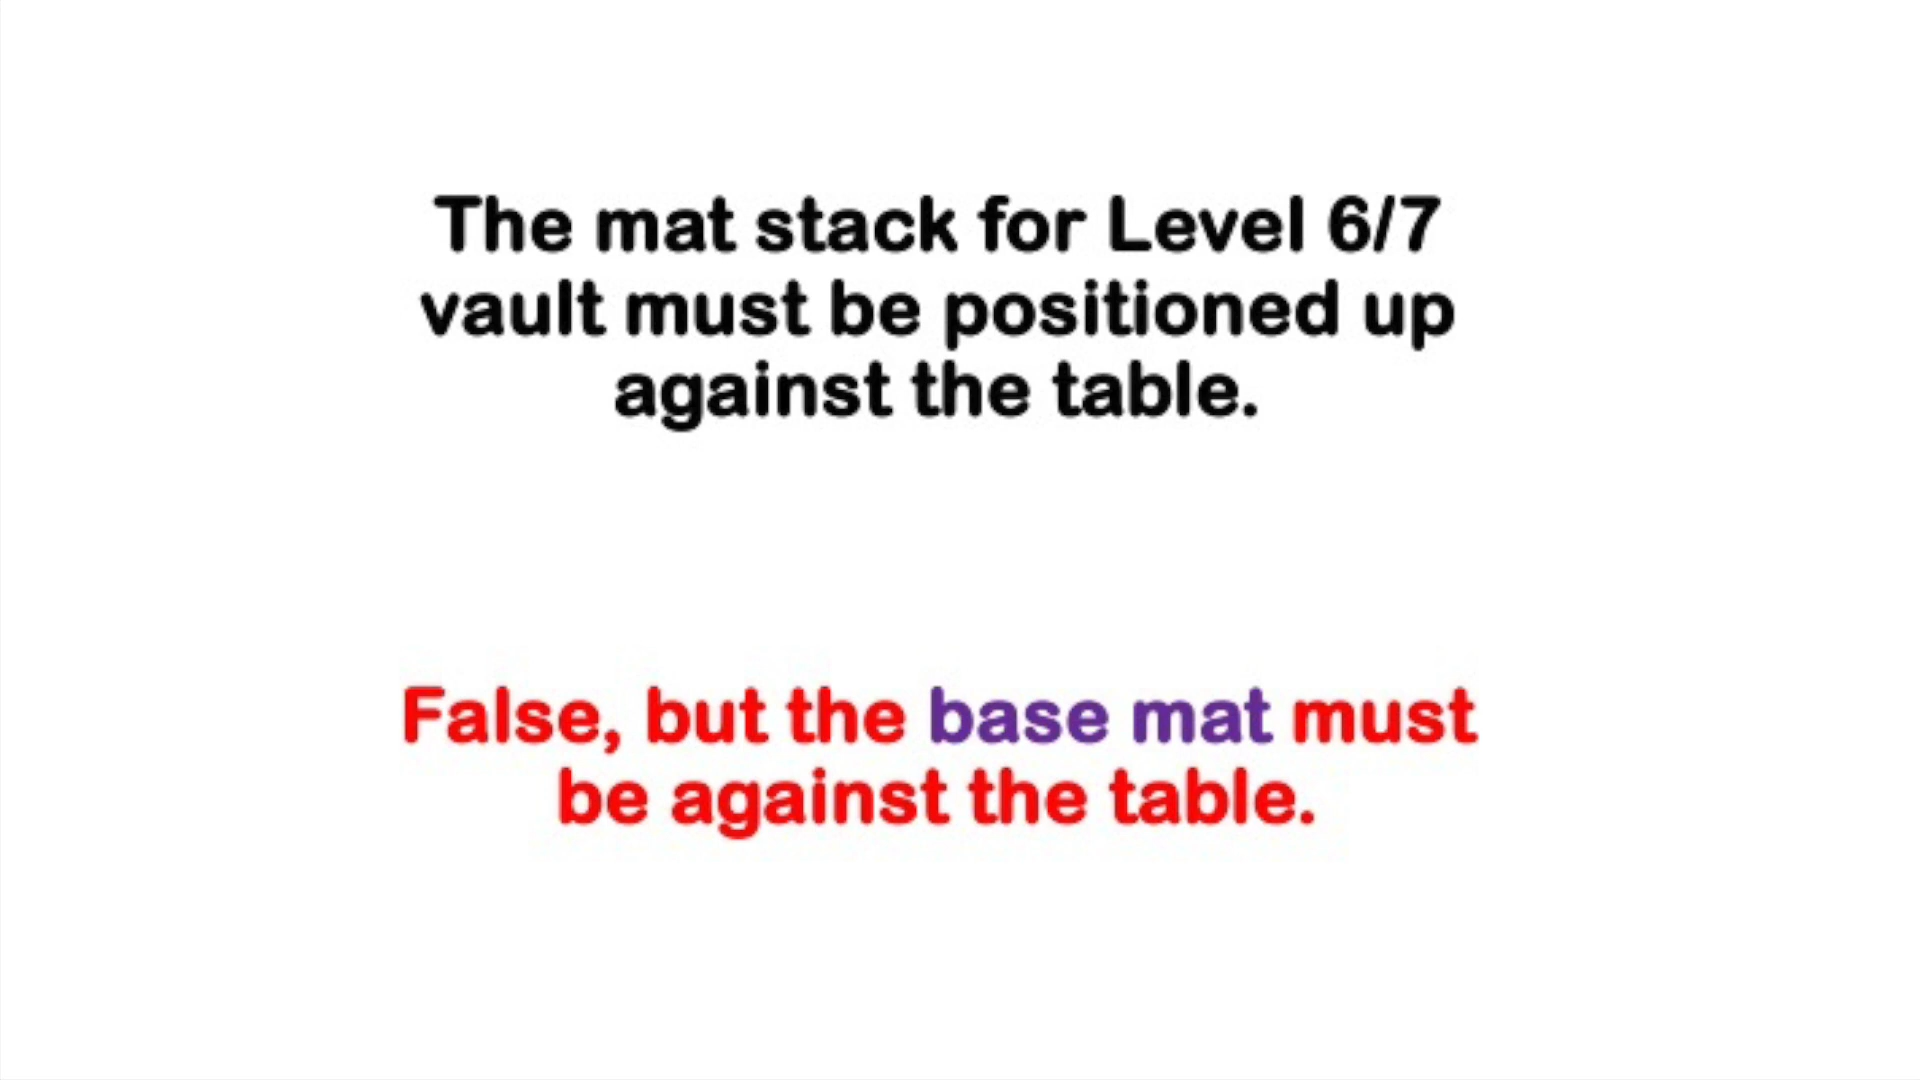 The mat stack for Level 6/7
vault must be positioned up
against the table.
False, but the base mat must
be against the table.